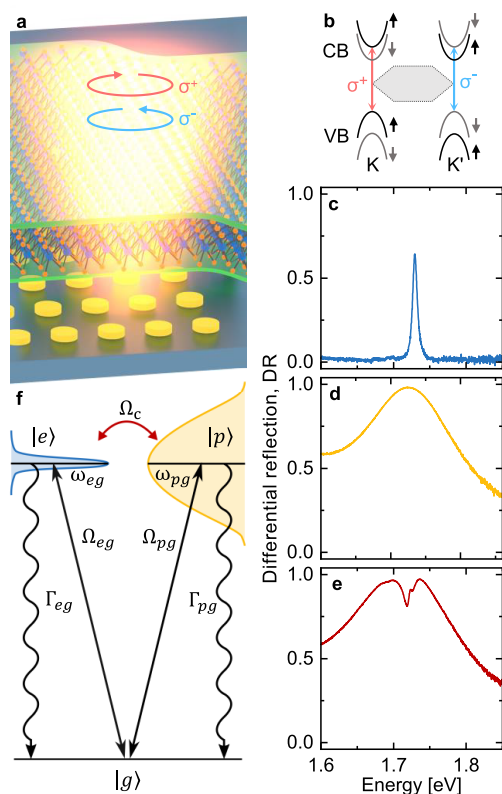 a
σ+
σ-
b
CB
σ+
σ-
VB
K
K'
Differential reflection, DR
c
1.0
0.5
0.0
d
1.0
0.5
0.0
e
1.0
0.5
0.0
1.6
1.7
1.8
Energy [eV]
f
Ωc
|e⟩
|p⟩
ωeg
ωpg
Ωeg
Ωpg
Γeg
Γpg
|g⟩